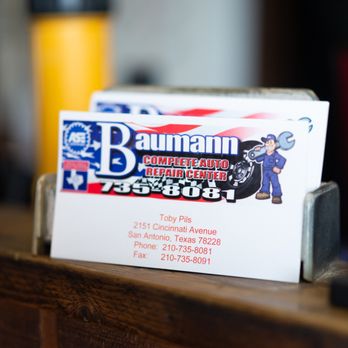 ASE
Baumann
COMPLETE AUTO
REPAIR CENTER
735-8081
Toby Pils
2151 Cincinnati Avenue
San Antonio, Texas 78228
Phone: 210-735-8081
Fax: 210-735-8091